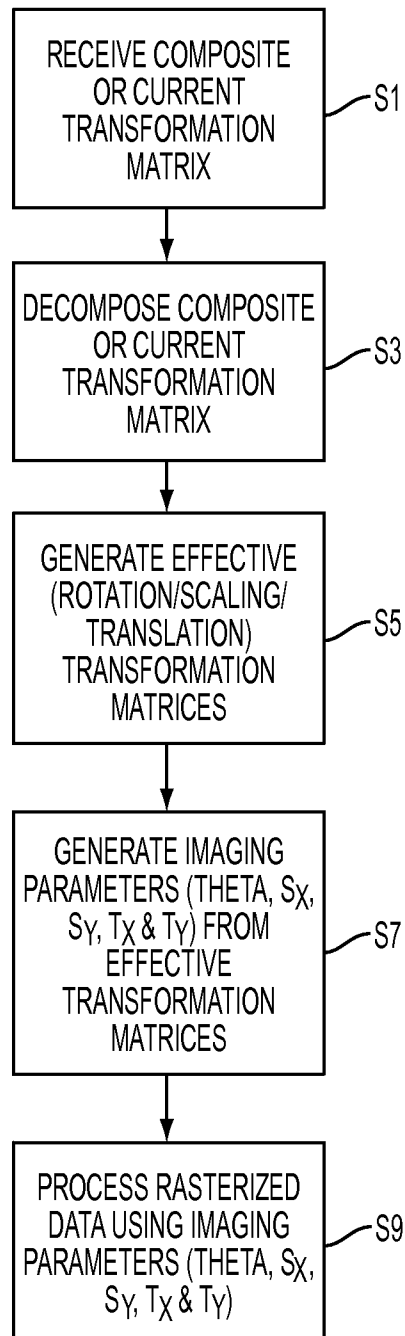 RECEIVE COMPOSITE
OR CURRENT
TRANSFORMATION
MATRIX
S1
DECOMPOSE COMPOSITE
OR CURRENT
TRANSFORMATION
MATRIX
S3
GENERATE EFFECTIVE
(ROTATION/SCALING/
TRANSLATION)
TRANSFORMATION
MATRICES
S5
GENERATE IMAGING
PARAMETERS (THETA, SX,
SY, TX & TY) FROM
EFFECTIVE
TRANSFORMATION
MATRICES
S7
PROCESS RASTERIZED
DATA USING IMAGING
PARAMETERS (THETA, SX,
SY, TX & TY)
S9